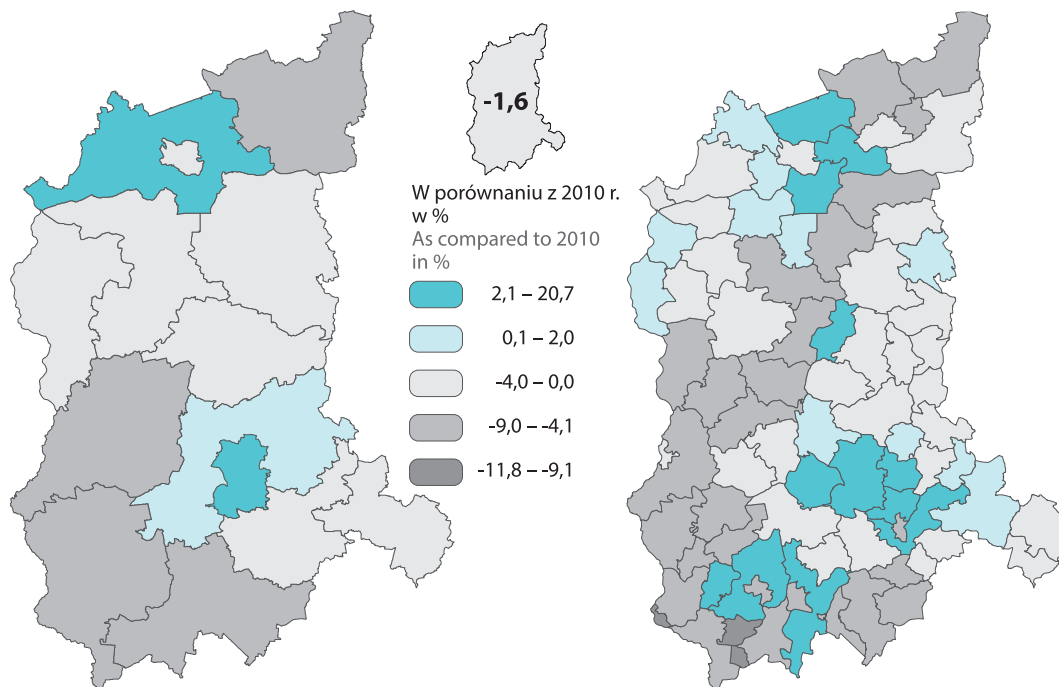 -1,6
W porównaniu z 2010 r.
w %
As compared to 2010
in %
2,1 – 20,7
0,1 – 2,0
-4,0 – 0,0
-9,0 – -4,1
-11,8 – -9,1